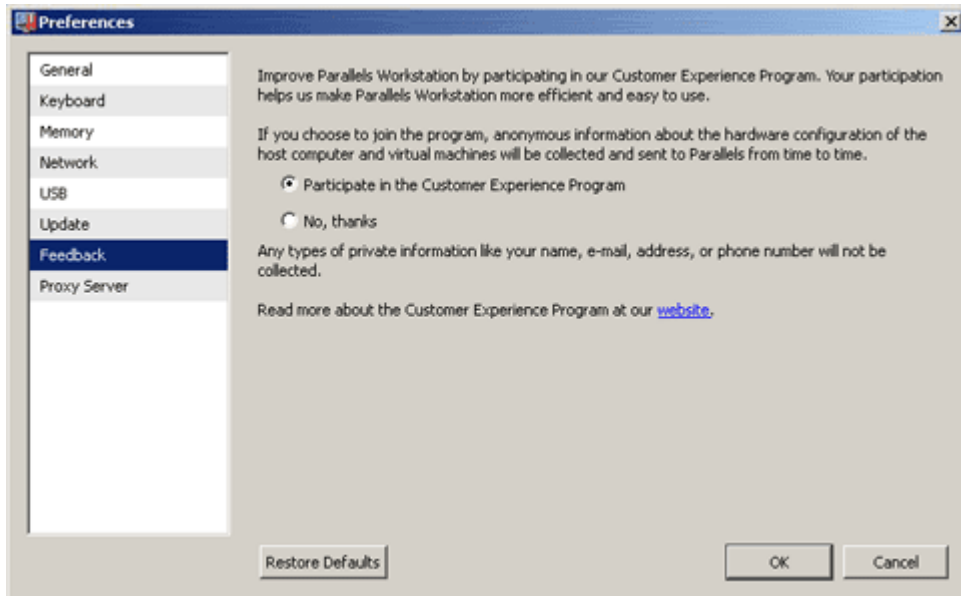 Preferences
General
Keyboard
Memory
Network
USB
Update
Feedback
Proxy Server
Improve Parallels Workstation by participating in our Customer Experience Program. Your participation
helps us make Parallels Workstation more efficient and easy to use.
If you choose to join the program, anonymous information about the hardware configuration of the
host computer and virtual machines will be collected and sent to Parallels from time to time.
Participate in the Customer Experience Program
No, thanks
Any types of private information like your name, e-mail, address, or phone number will not be
collected.
Read more about the Customer Experience Program at our website.
Restore Defaults
OK
Cancel